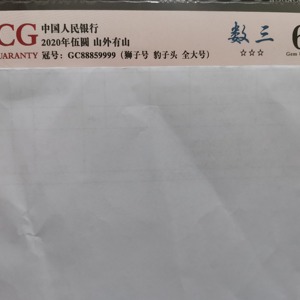 CG
UARANTY
中国人民银行
2020年伍圆 山外有山
冠号：GC88859999（狮子号 豹子头 全大号）
数三
☆☆☆
6
Gem